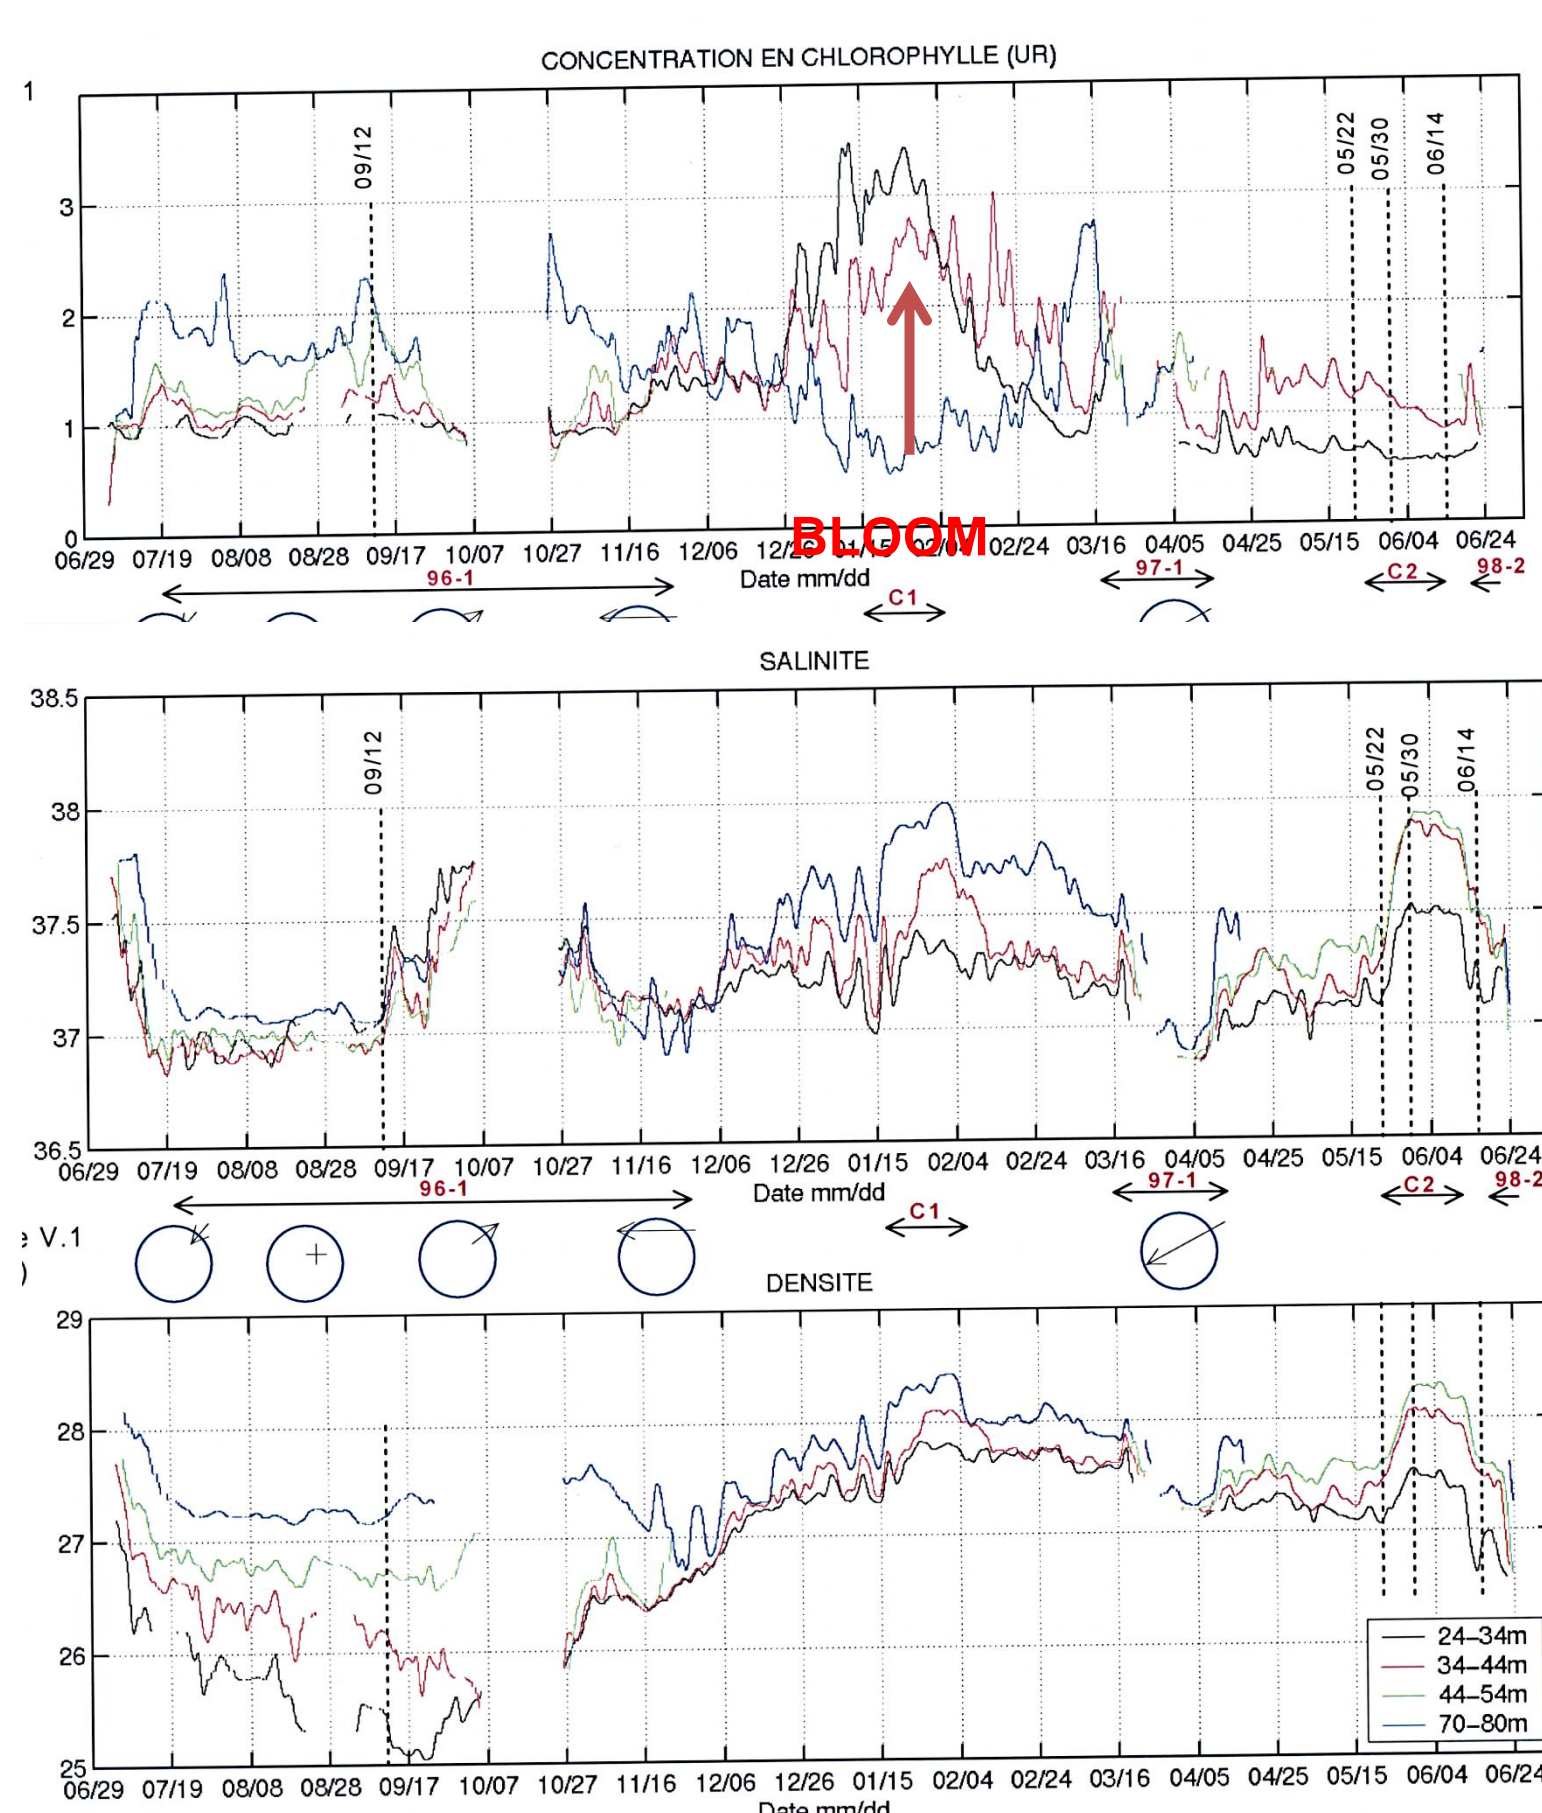 CONCENTRATION EN CHLOROPHYLLE (UR)
1
09/12
05/22
05/30
06/14
3
2
1
0
BLOOM
06/29 07/19 08/08 08/28 09/17 10/07 10/27 11/16 12/06 12/26 01/15 02/04 02/24 03/16 04/05 04/25 05/15 06/04 06/24
Date mm/dd
96-1
C1
97-1
C2
98-2
SALINITE
38.5
09/12
05/22
05/30
06/14
38
37.5
37
36.5
06/29 07/19 08/08 08/28 09/17 10/07 10/27 11/16 12/06 12/26 01/15 02/04 02/24 03/16 04/05 04/25 05/15 06/04 06/24
Date mm/dd
96-1
C1
97-1
C2
98-2
e V.1
)
DENSITE
29
28
27
26
25
24–34m
34–44m
44–54m
70–80m
06/29 07/19 08/08 08/28 09/17 10/07 10/27 11/16 12/06 12/26 01/15 02/04 02/24 03/16 04/05 04/25 05/15 06/04 06/24
Date mm/dd